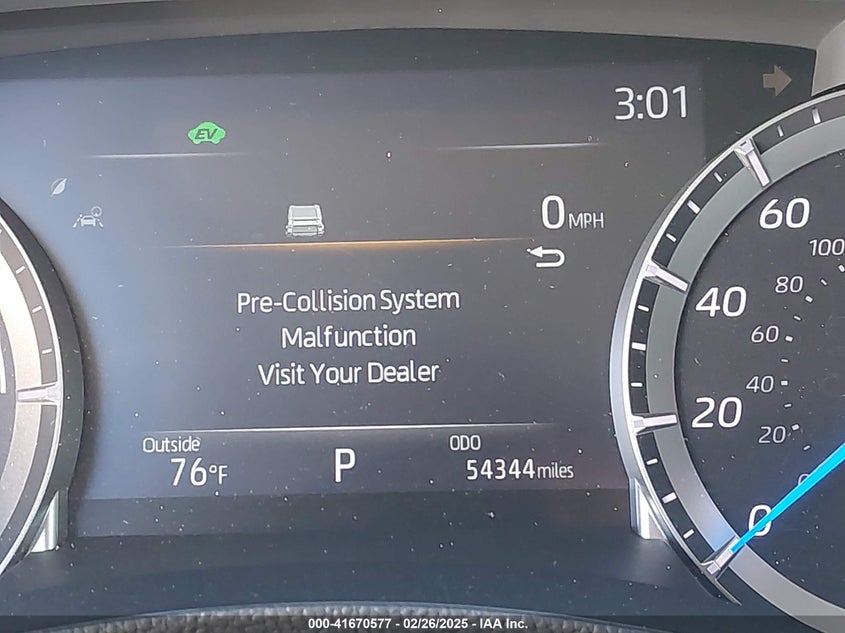 3:01
EV
0 MPH
Pre-Collision System
Malfunction
Visit Your Dealer
Outside
76°F
P
ODO
54344 miles
60
40
20
0
100
80
60
40
20
000-41670577 - 02/26/2025 - IAA Inc.